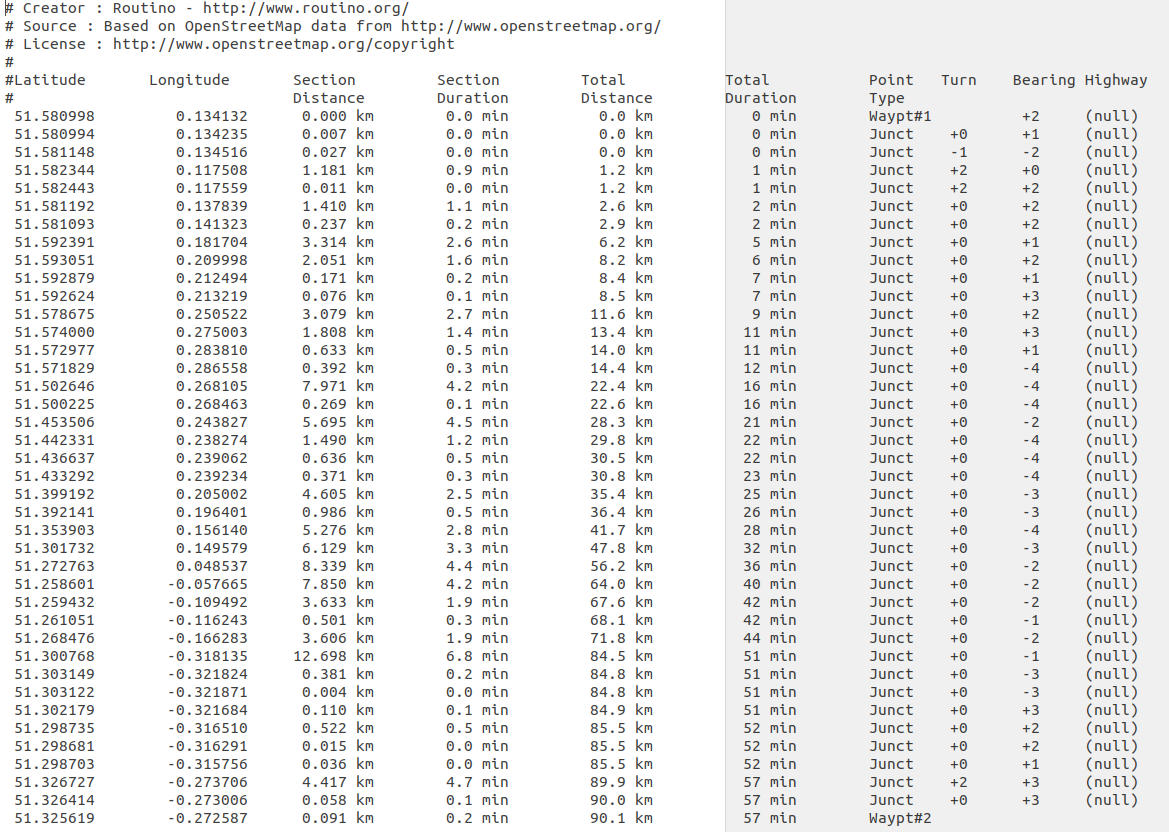 # Creator : Routino - http://www.routino.org/
# Source : Based on OpenStreetMap data from http://www.openstreetmap.org/
# License : http://www.openstreetmap.org/copyright
#
#Latitude Longitude Section Section Total Total Point Turn Bearing Highway
# Distance Duration Distance Duration Type
51.580998 0.134132 0.000 km 0.0 min 0.0 km 0 min Waypt#1 +2 (null)
51.580994 0.134235 0.007 km 0.0 min 0.0 km 0 min Junct +0 +1 (null)
51.581148 0.134516 0.027 km 0.0 min 0.0 km 0 min Junct -1 -2 (null)
51.582344 0.117508 1.181 km 0.9 min 1.2 km 1 min Junct +2 +0 (null)
51.582443 0.117559 0.011 km 0.0 min 1.2 km 1 min Junct +2 +2 (null)
51.581192 0.137839 1.410 km 1.1 min 2.6 km 2 min Junct +0 +2 (null)
51.581093 0.141323 0.237 km 0.2 min 2.9 km 2 min Junct +0 +2 (null)
51.592391 0.181704 3.314 km 2.6 min 6.2 km 5 min Junct +0 +1 (null)
51.593051 0.209998 2.051 km 1.6 min 8.2 km 6 min Junct +0 +2 (null)
51.592879 0.212494 0.171 km 0.2 min 8.4 km 7 min Junct +0 +1 (null)
51.592624 0.213219 0.076 km 0.1 min 8.5 km 7 min Junct +0 +3 (null)
51.578675 0.250522 3.079 km 2.7 min 11.6 km 9 min Junct +0 +2 (null)
51.574000 0.275003 1.808 km 1.4 min 13.4 km 11 min Junct +0 +3 (null)
51.572977 0.283810 0.633 km 0.5 min 14.0 km 11 min Junct +0 +1 (null)
51.571829 0.286558 0.392 km 0.3 min 14.4 km 12 min Junct +0 -4 (null)
51.502646 0.268105 7.971 km 4.2 min 22.4 km 16 min Junct +0 -4 (null)
51.500225 0.268463 0.269 km 0.1 min 22.6 km 16 min Junct +0 -4 (null)
51.453506 0.243827 5.695 km 4.5 min 28.3 km 21 min Junct +0 -2 (null)
51.442331 0.238274 1.490 km 1.2 min 29.8 km 22 min Junct +0 -4 (null)
51.436637 0.239062 0.636 km 0.5 min 30.5 km 22 min Junct +0 -4 (null)
51.433292 0.239234 0.371 km 0.3 min 30.8 km 23 min Junct +0 -4 (null)
51.399192 0.205002 4.605 km 2.5 min 35.4 km 25 min Junct +0 -3 (null)
51.392141 0.196401 0.986 km 0.5 min 36.4 km 26 min Junct +0 -3 (null)
51.353903 0.156140 5.276 km 2.8 min 41.7 km 28 min Junct +0 -4 (null)
51.301732 0.149579 6.129 km 3.3 min 47.8 km 32 min Junct +0 -3 (null)
51.272763 0.048537 8.339 km 4.4 min 56.2 km 36 min Junct +0 -2 (null)
51.258601 -0.057665 7.850 km 4.2 min 64.0 km 40 min Junct +0 -2 (null)
51.259432 -0.109492 3.633 km 1.9 min 67.6 km 42 min Junct +0 -2 (null)
51.261051 -0.116243 0.501 km 0.3 min 68.1 km 42 min Junct +0 -1 (null)
51.268476 -0.166283 3.606 km 1.9 min 71.8 km 44 min Junct +0 -2 (null)
51.300768 -0.318135 12.698 km 6.8 min 84.5 km 51 min Junct +0 -1 (null)
51.303149 -0.321824 0.381 km 0.2 min 84.8 km 51 min Junct +0 -3 (null)
51.303122 -0.321871 0.004 km 0.0 min 84.8 km 51 min Junct +0 -3 (null)
51.302179 -0.321684 0.110 km 0.1 min 84.9 km 51 min Junct +0 +3 (null)
51.298735 -0.316510 0.522 km 0.5 min 85.5 km 52 min Junct +0 +2 (null)
51.298681 -0.316291 0.015 km 0.0 min 85.5 km 52 min Junct +0 +2 (null)
51.298703 -0.315756 0.036 km 0.0 min 85.5 km 52 min Junct +0 +1 (null)
51.326727 -0.273706 4.417 km 4.7 min 89.9 km 57 min Junct +2 +3 (null)
51.326414 -0.273006 0.058 km 0.1 min 90.0 km 57 min Junct +0 +3 (null)
51.325619 -0.272587 0.091 km 0.2 min 90.1 km 57 min Waypt#2